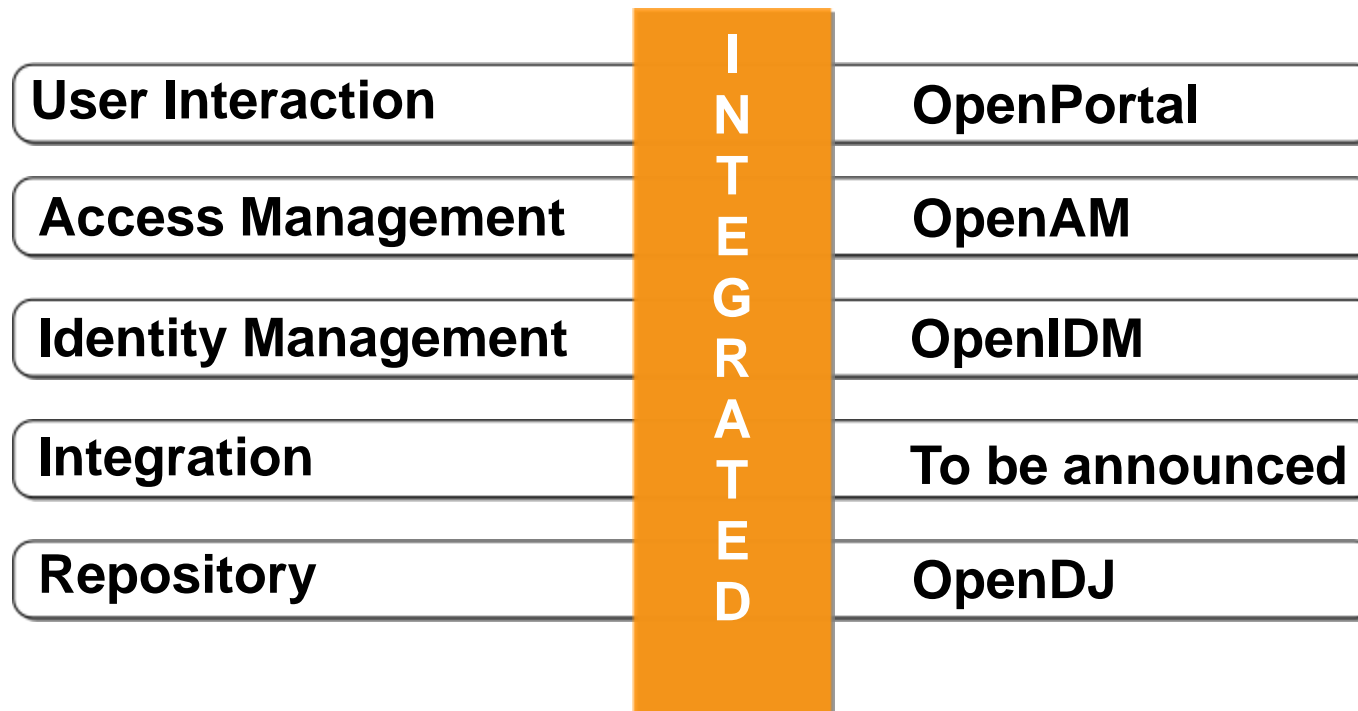 User Interaction
Access Management
Identity Management
Integration
Repository
I
N
T
E
G
R
A
T
E
D
OpenPortal
OpenAM
OpenIDM
To be announced
OpenDJ